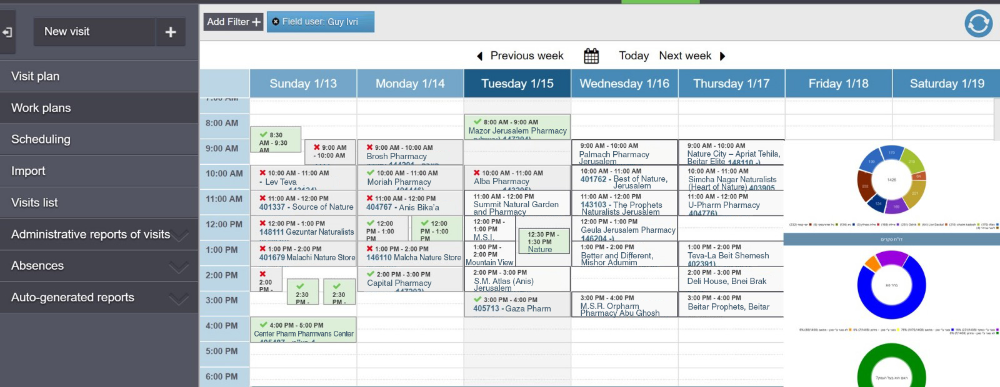 New visit +
Visit plan
Work plans
Scheduling
Import
Visits list
Administrative reports of visits
Absences
Auto-generated reports
Add Filter +
Field user: Guy Ivri
Previous week
Today
Next week
Sunday 1/13
Monday 1/14
Tuesday 1/15
Wednesday 1/16
Thursday 1/17
Friday 1/18
Saturday 1/19
8:00 AM
9:00 AM
10:00 AM
11:00 AM
12:00 PM
1:00 PM
2:00 PM
3:00 PM
4:00 PM
5:00 PM
6:00 PM
8:30
AM - 9:30
AM
9:00 AM
- 10:00 AM
10:00 AM - 11:00 AM
- Lev Teva
11:00 AM - 12:00 PM
401337 - Source of Nature
12:00 PM - 1:00 PM
148111 Gezuntar Naturalists
1:00 PM - 2:00 PM
401679 Malachi Nature Store
2:00
PM -
2:30
PM -
2:30
PM -
4:00 PM - 5:00 PM
Center Pharm Pharmvans Center
9:00 AM - 10:00 AM
Brosh Pharmacy
10:00 AM - 11:00 AM
Moriah Pharmacy
11:00 AM - 12:00 PM
404767 - Anis Bika'a
12:00
PM - 1:00
PM
12:00
PM - 1:00
PM
1:00 PM - 2:00 PM
146110 Malcha Nature Store
2:00 PM - 3:00 PM
Capital Pharmacy
8:00 AM - 9:00 AM
Mazor Jerusalem Pharmacy
10:00 AM - 11:00 AM
Alba Pharmacy
11:00 AM - 12:00 PM
Summit Natural Garden
and Pharmacy
12:00 PM -
1:00 PM
M.S.I.
12:30 PM -
1:30 PM
Nature
1:00 PM -
2:00 PM
Mountain View
2:00 PM - 3:00 PM
S.M. Atlas (Anis)
Jerusalem
3:00 PM - 4:00 PM
405713 - Gaza Pharm
9:00 AM - 10:00 AM
Palmach Pharmacy
Jerusalem
10:00 AM - 11:00 AM
401762 - Best of Nature,
Jerusalem
11:00 AM - 12:00 PM
143103 - The Prophets
Naturalists Jerusalem
12:00 PM - 1:00 PM
Geula Jerusalem Pharmacy
146204 -)
1:00 PM - 2:00 PM
Better and Different,
Mishor Adumim
3:00 PM - 4:00 PM
M.S.R. Orpharm
Pharmacy Abu Ghosh
9:00 AM - 10:00 AM
Nature City – Apriat Tehila,
Beitar Elite 148110 -)
10:00 AM - 11:00 AM
Simcha Nagar Naturalists
(Heart of Nature) 403905
11:00 AM - 12:00 PM
U-Pharm Pharmacy
404776)
1:00 PM - 2:00 PM
Teva-La Beit Shemesh
402391)
2:00 PM - 3:00 PM
Deli House, Bnei Brak
3:00 PM - 4:00 PM
Beitar Prophets, Beitar
170
210
64
231
169
134
232
199
1426
דו"ח סקרים
בחר סוג
האם הוא בעל העסק?